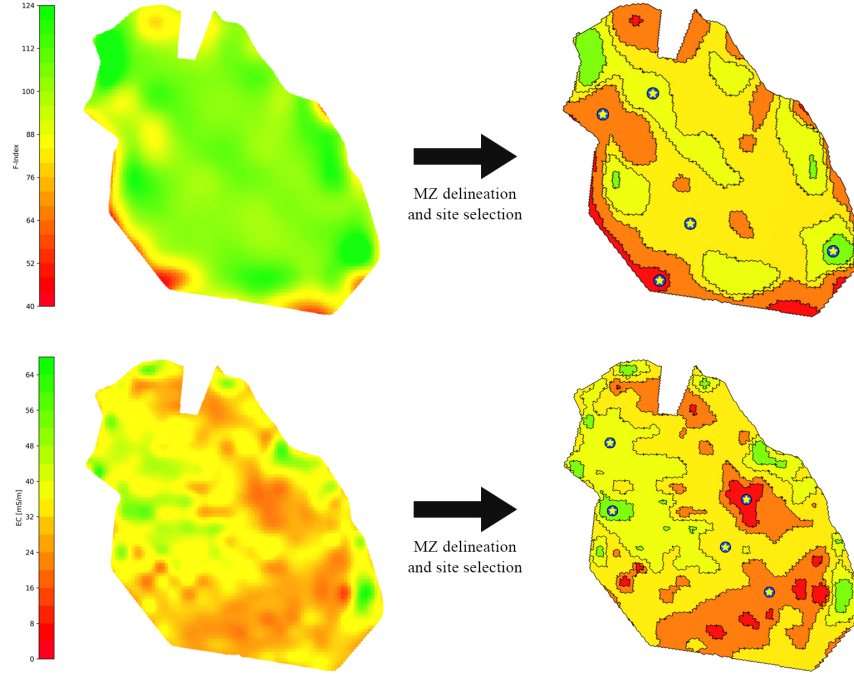 124
112
100
88
76
64
52
40
F-Index
MZ delineation
and site selection
64
56
48
40
32
24
16
8
0
EC [mS/m]
MZ delineation
and site selection